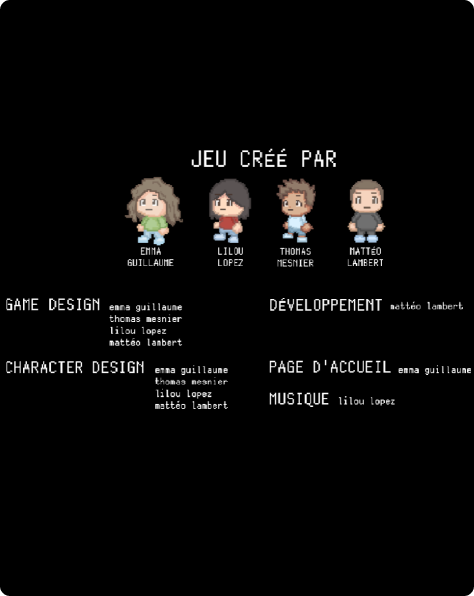 JEU CRÉÉ PAR
EMMA GUILLAUME
LILOU LOPEZ
THOMAS MESNIER
MATTÉO LAMBERT
GAME DESIGN emma guillaume
thomas mesnier
lilou lopez
mattéo lambert
CHARACTER DESIGN emma guillaume
thomas mesnier
lilou lopez
mattéo lambert
DÉVELOPPEMENT mattéo lambert
PAGE D'ACCUEIL emma guillaume
MUSIQUE lilou lopez